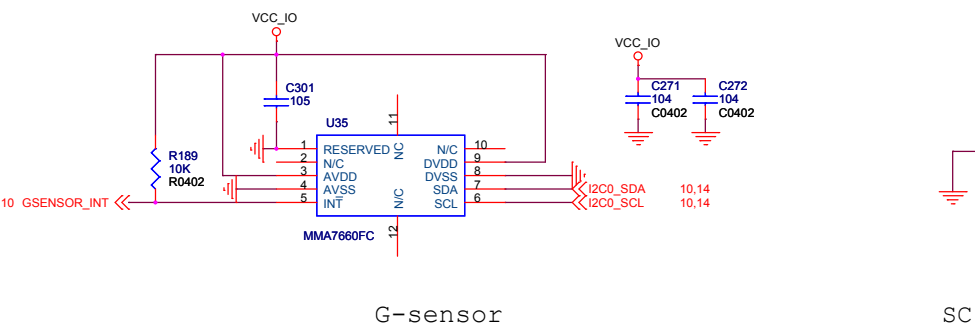 VCC_IO
VCC_IO
C301
105
C271
104
C0402
C272
104
C0402
U35
11
NC
1 RESERVED
2 N/C
3 AVDD
4 AVSS
5 INT
N/C 10
DVDD 9
DVSS 8
SDA 7
SCL 6
N/C
12
R189
10K
R0402
10 GSENSOR_INT
I2C0_SDA 10,14
I2C0_SCL 10,14
MMA7660FC
G-sensor
SC